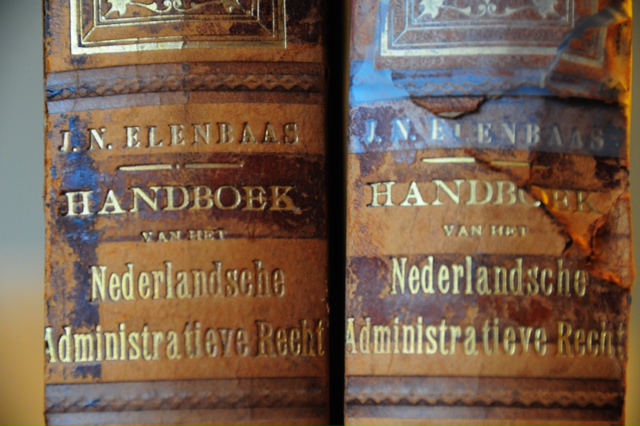 J. N. ELENBAAS
HANDBOEK
VAN HET
Nederlandsche
Administratieve Recht
J. N. ELENBAAS
HANDBOEK
VAN HET
Nederlandsche
Administratieve Recht